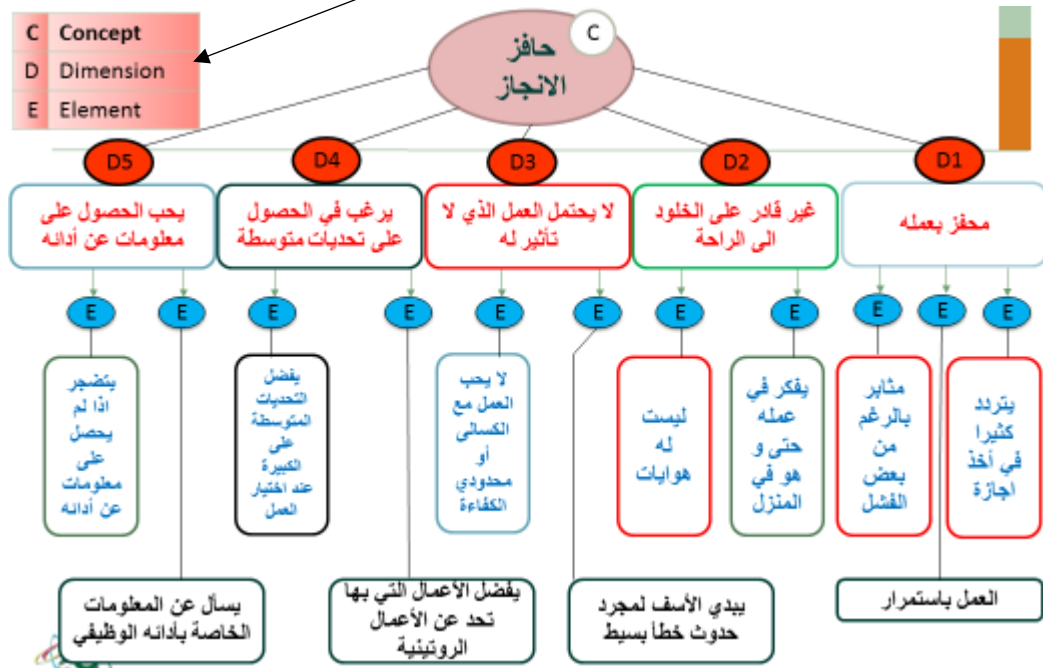 C Concept
D Dimension
E Element
C
حافز
الانجاز
D5
D4
D3
D2
D1
يحب الحصول على
معلومات عن أدائه
يرغب في الحصول
على تحديات متوسطة
لا يحتمل العمل الذي لا
تأثير له
غير قادر على الخلود
الى الراحة
محفز بعمله
E
E
E
E
E
E
E
E
E
E
E
يتضجر
اذا لم
يحصل
على
معلومات
عن أدائه
يفضل
التحديات
المتوسطة
على
الكبيرة
عند اختيار
العمل
لا يحب
العمل مع
الكسالى
أو
محدودي
الكفاءة
ليست
له
هوايات
يفكر في
عمله
حتى و
هو في
المنزل
مثابر
بالرغم
من
بعض
الفشل
يتردد
كثيرا
في أخذ
اجازة
يسأل عن المعلومات
الخاصة بأدائه الوظيفي
يفضل الأعمال التي بها
تحد عن الأعمال
الروتينية
يبدي الأسف لمجرد
حدوث خطأ بسيط
العمل باستمرار